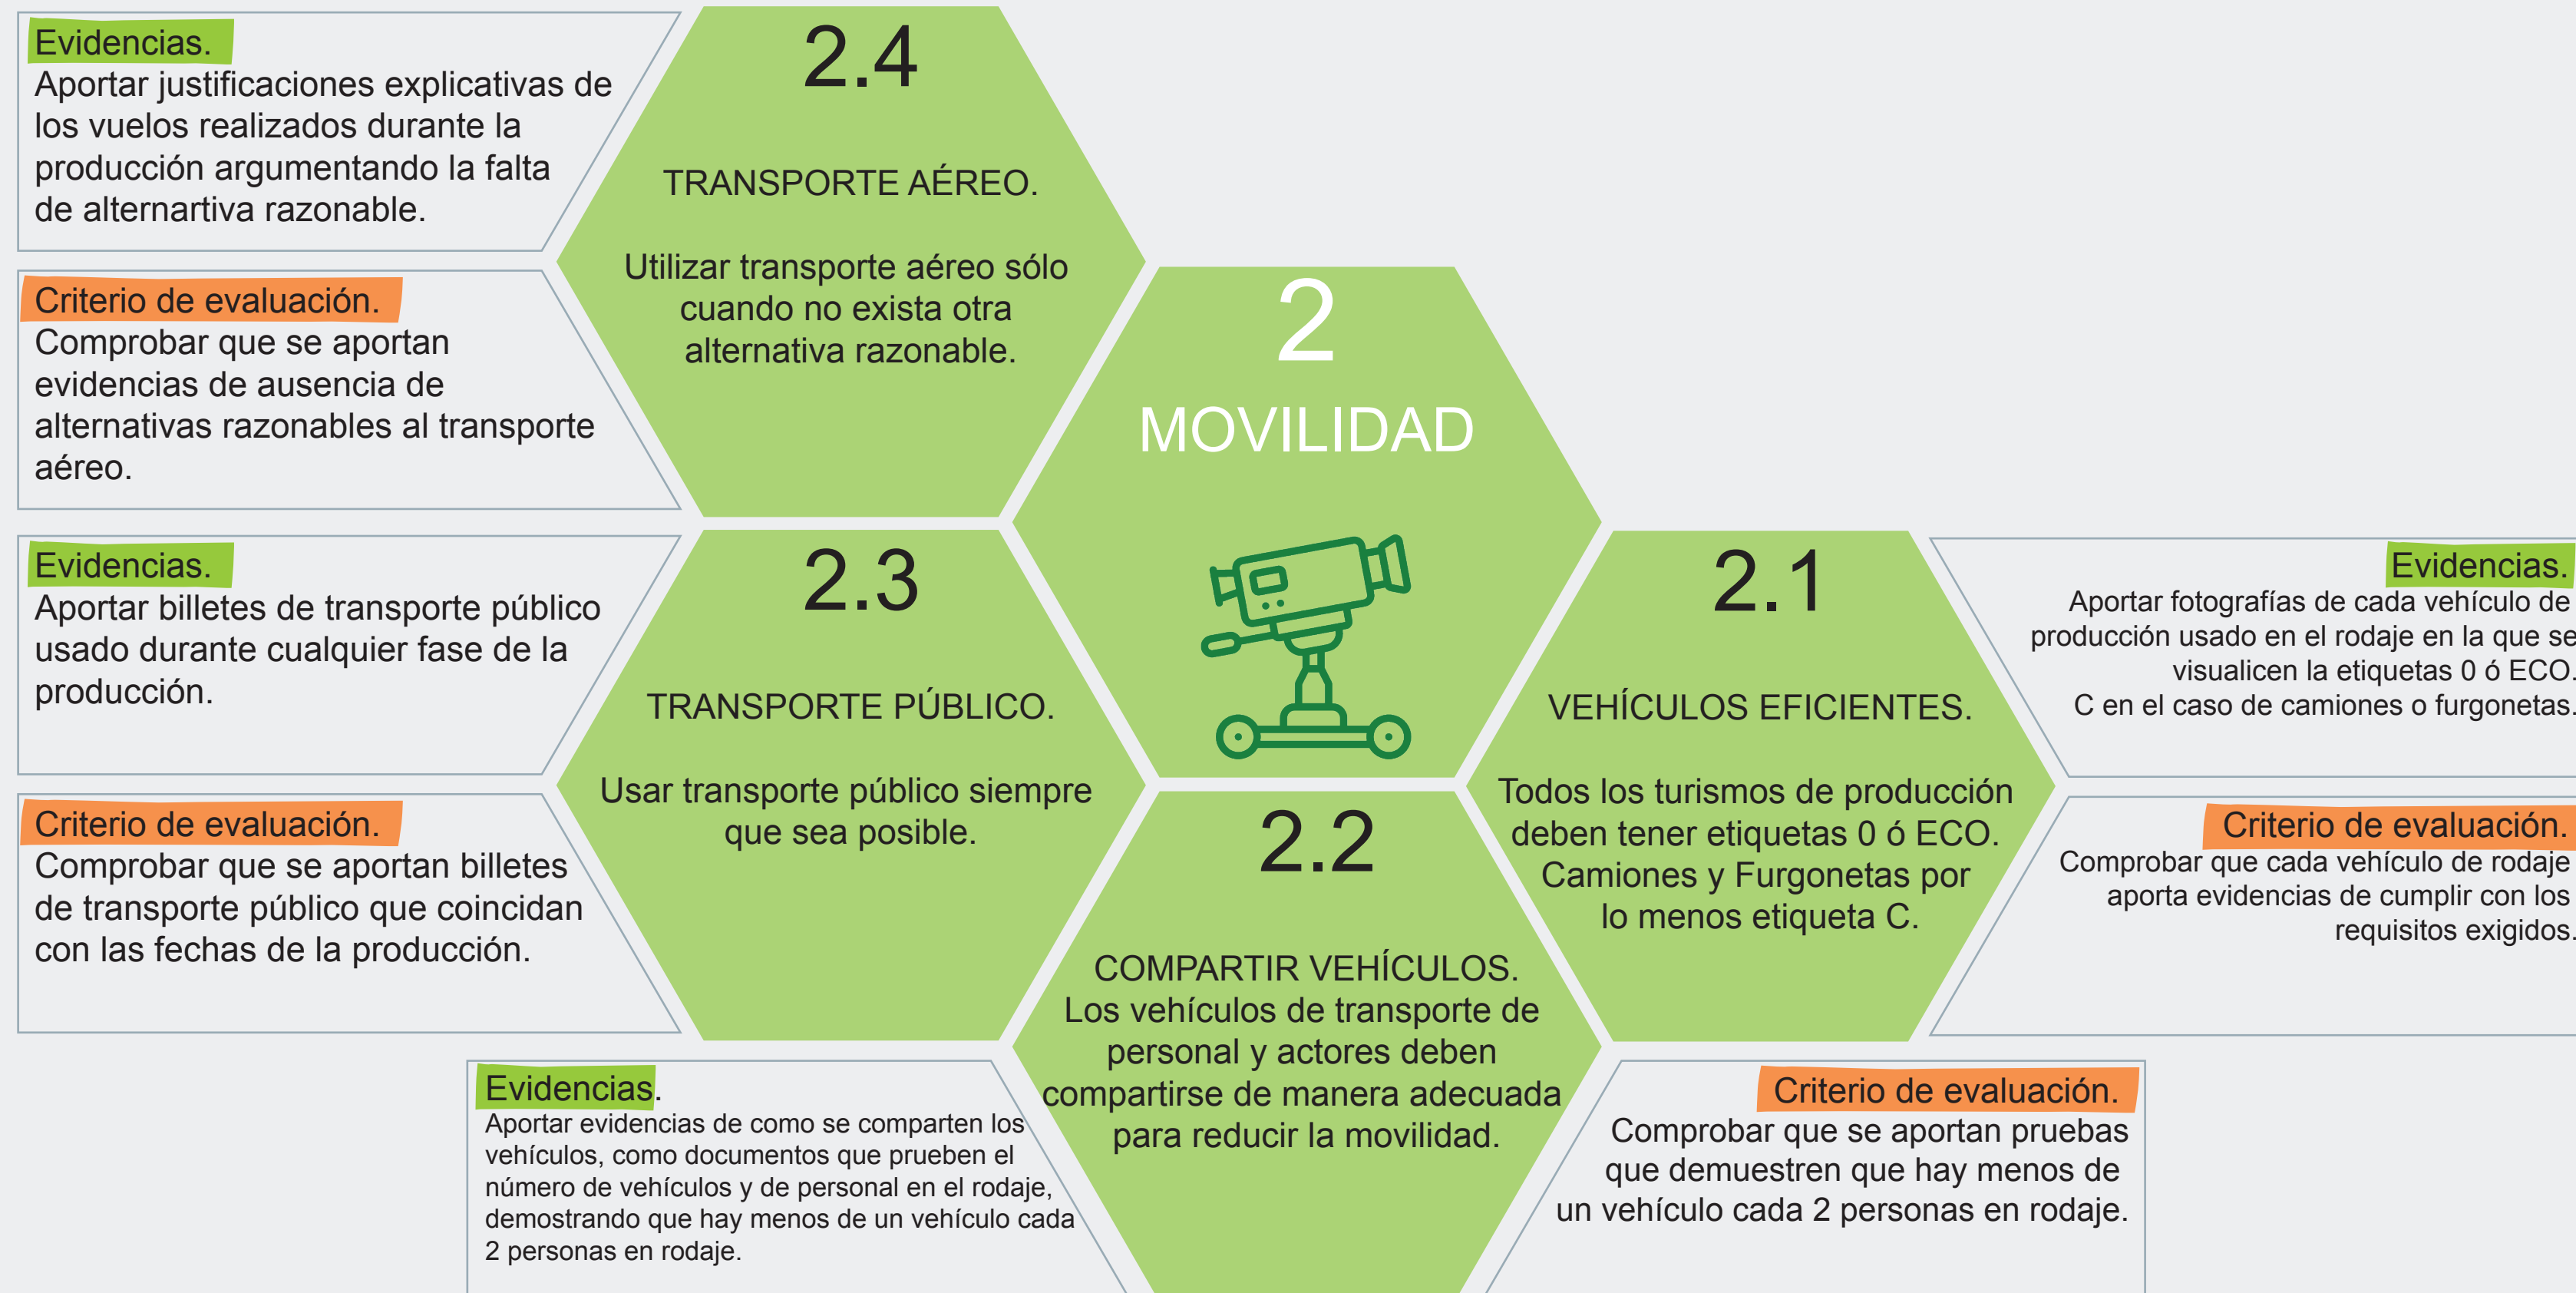 Evidencias.
Aportar justificaciones explicativas de
los vuelos realizados durante la
producción argumentando la falta
de alternartiva razonable.
Criterio de evaluación.
Comprobar que se aportan
evidencias de ausencia de
alternativas razonables al transporte
aéreo.
2.4
TRANSPORTE AÉREO.
Utilizar transporte aéreo sólo
cuando no exista otra
alternativa razonable.
2
MOVILIDAD
Evidencias.
Aportar billetes de transporte público
usado durante cualquier fase de la
producción.
Criterio de evaluación.
Comprobar que se aportan billetes
de transporte público que coincidan
con las fechas de la producción.
2.3
TRANSPORTE PÚBLICO.
Usar transporte público siempre
que sea posible.
2.1
VEHÍCULOS EFICIENTES.
Todos los turismos de producción
deben tener etiquetas 0 ó ECO.
Camiones y Furgonetas por
lo menos etiqueta C.
Evidencias.
Aportar fotografías de cada vehículo de
producción usado en el rodaje en la que se
visualicen la etiquetas 0 ó ECO.
C en el caso de camiones o furgonetas.
Criterio de evaluación.
Comprobar que cada vehículo de rodaje
aporta evidencias de cumplir con los
requisitos exigidos.
2.2
COMPARTIR VEHÍCULOS.
Los vehículos de transporte de
personal y actores deben
compartirse de manera adecuada
para reducir la movilidad.
Evidencias.
Aportar evidencias de como se comparten los
vehículos, como documentos que prueben el
número de vehículos y de personal en el rodaje,
demostrando que hay menos de un vehículo cada
2 personas en rodaje.
Criterio de evaluación.
Comprobar que se aportan pruebas
que demuestren que hay menos de
un vehículo cada 2 personas en rodaje.